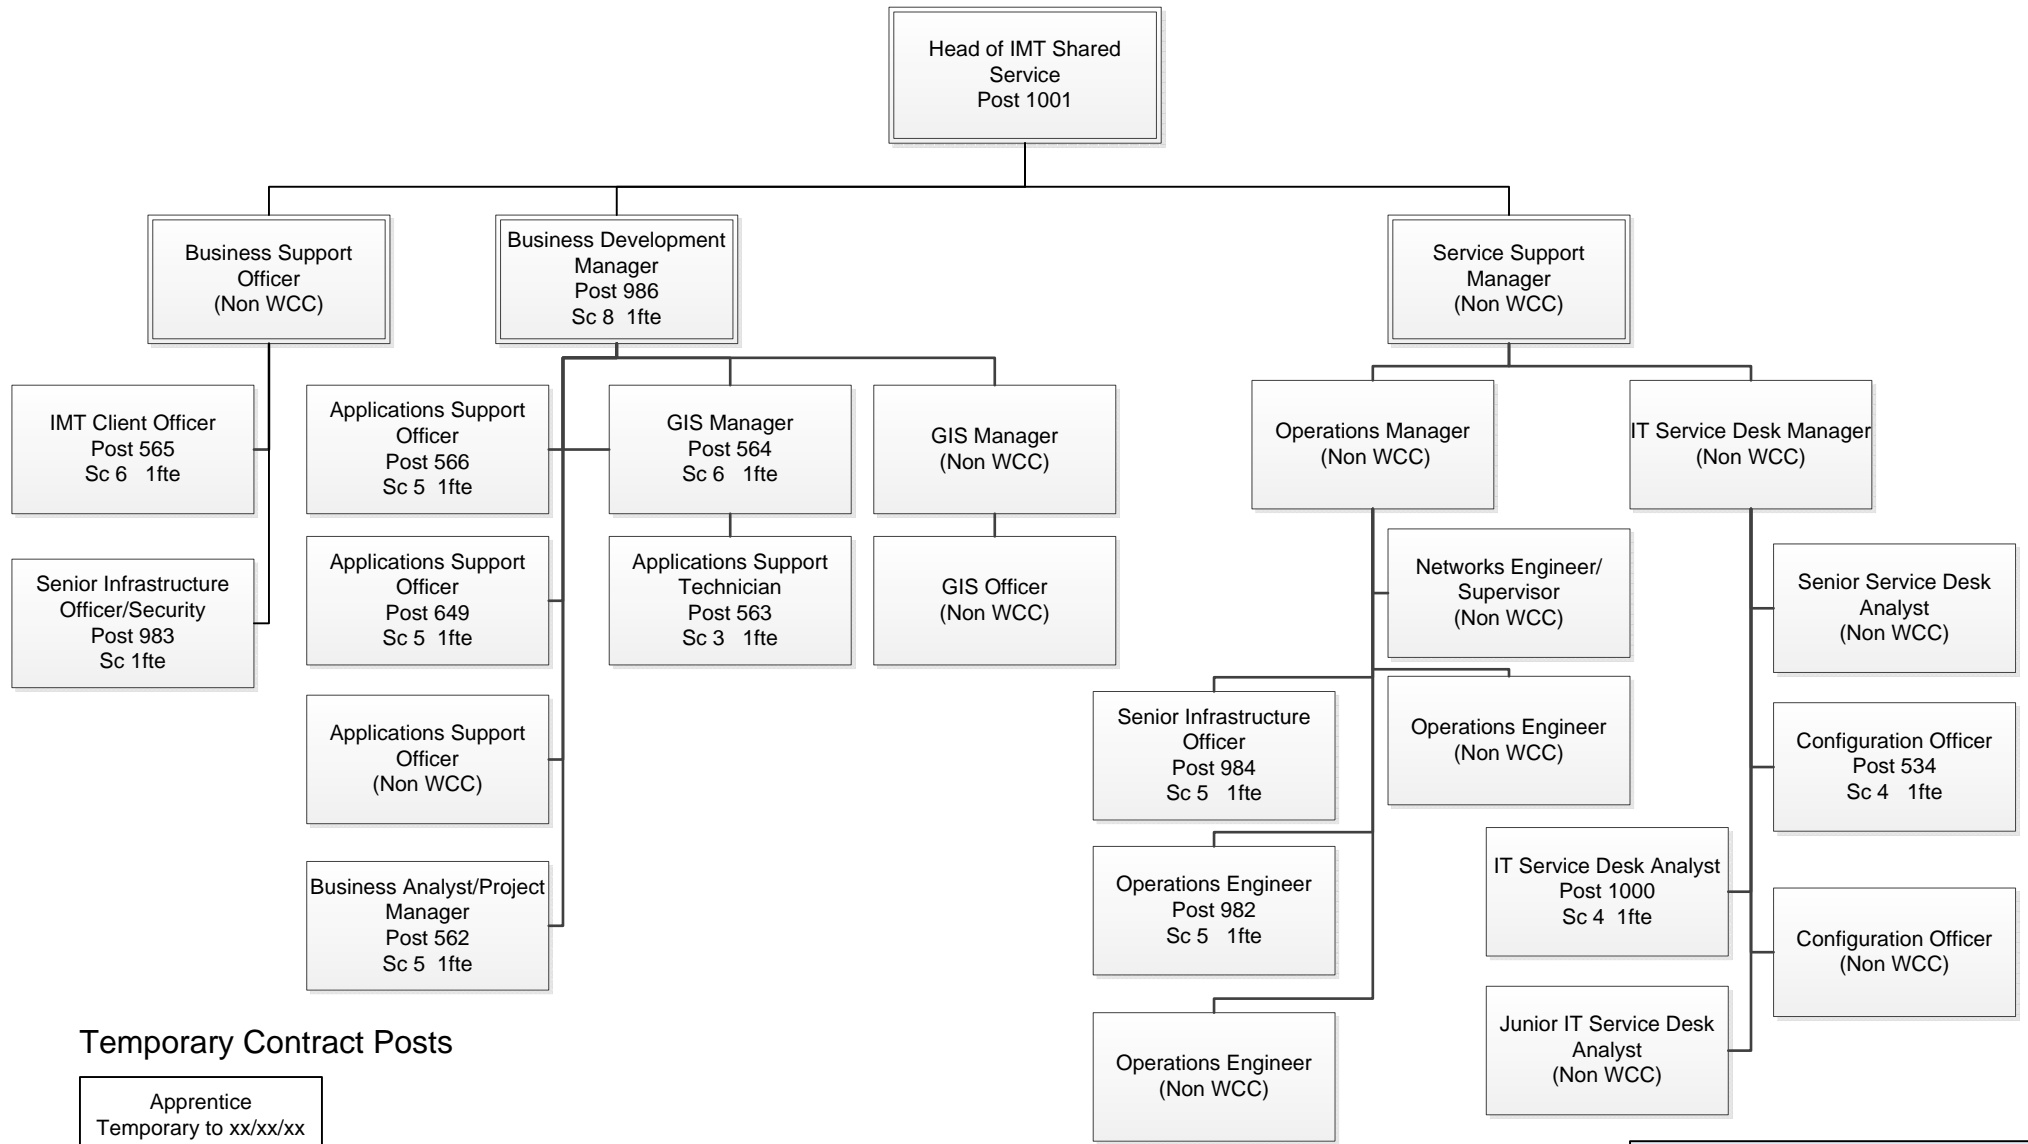 Head of IMT Shared
Service
Post 1001
Business Support
Officer
(Non WCC)
Business Development
Manager
Post 986
Sc 8 1fte
Service Support
Manager
(Non WCC)
IMT Client Officer
Post 565
Sc 6 1fte
Applications Support
Officer
Post 566
Sc 5 1fte
GIS Manager
Post 564
Sc 6 1fte
GIS Manager
(Non WCC)
Operations Manager
(Non WCC)
IT Service Desk Manager
(Non WCC)
Senior Infrastructure
Officer/Security
Post 983
Sc 1fte
Applications Support
Officer
Post 649
Sc 5 1fte
Applications Support
Technician
Post 563
Sc 3 1fte
GIS Officer
(Non WCC)
Networks Engineer/
Supervisor
(Non WCC)
Senior Service Desk
Analyst
(Non WCC)
Applications Support
Officer
(Non WCC)
Senior Infrastructure
Officer
Post 984
Sc 5 1fte
Operations Engineer
(Non WCC)
Configuration Officer
Post 534
Sc 4 1fte
Business Analyst/Project
Manager
Post 562
Sc 5 1fte
Operations Engineer
Post 982
Sc 5 1fte
IT Service Desk Analyst
Post 1000
Sc 4 1fte
Configuration Officer
(Non WCC)
Operations Engineer
(Non WCC)
Junior IT Service Desk
Analyst
(Non WCC)
Temporary Contract Posts
Apprentice
Temporary to xx/xx/xx